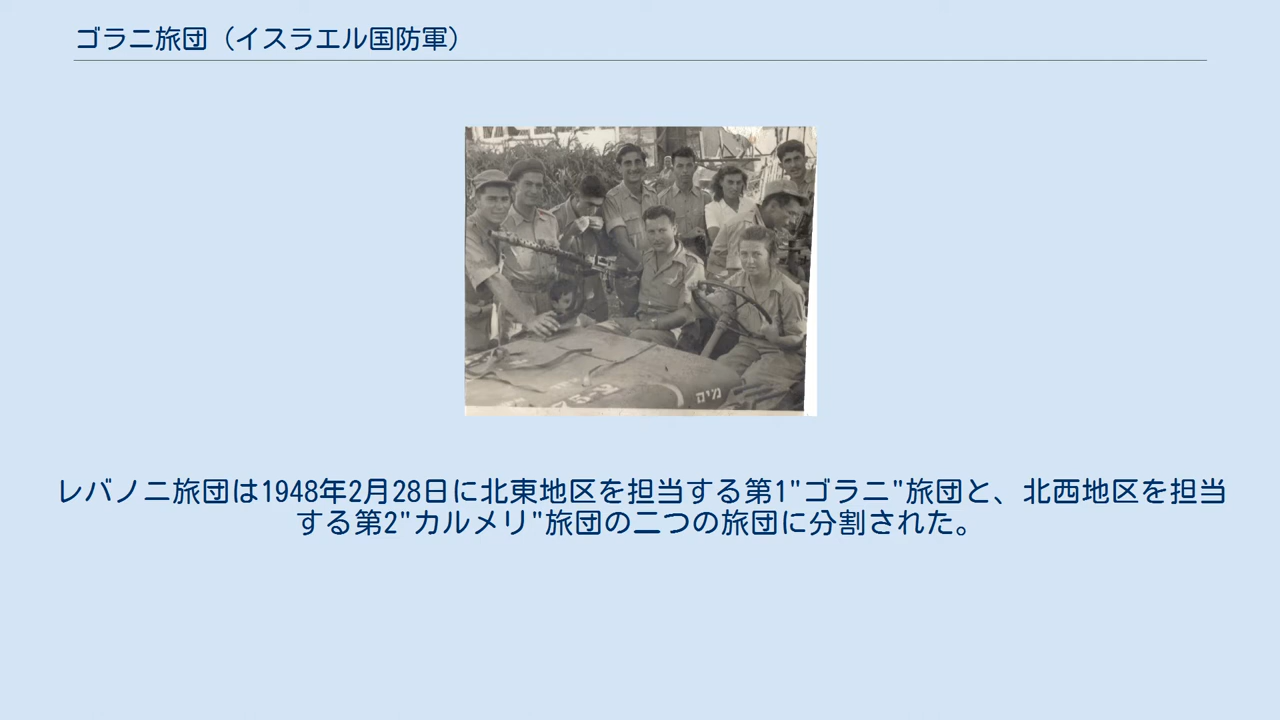 ゴラニ旅団（イスラエル国防軍）
מיה
レバノニ旅団は1948年2月28日に北東地区を担当する第1"ゴラニ"旅団と、北西地区を担当
する第2"カルメリ"旅団の二つの旅団に分割された。